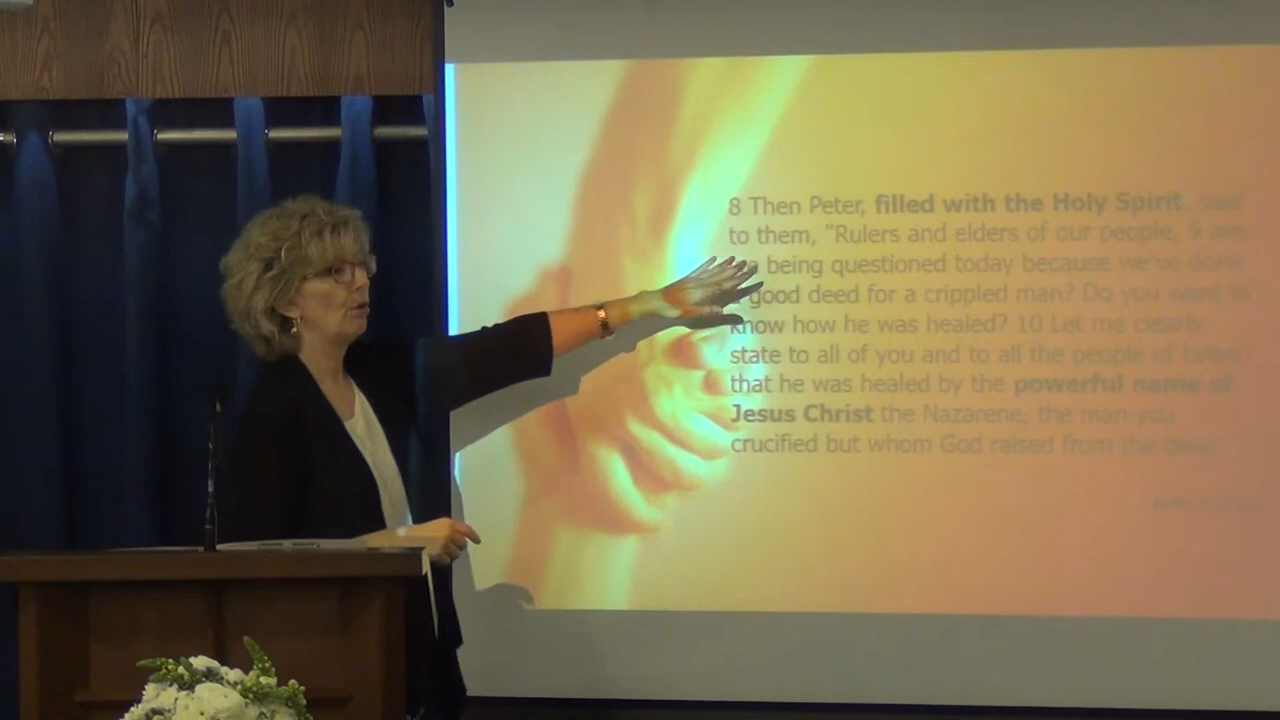 8 Then Peter, filled with the Holy Spirit, said
to them, "Rulers and elders of our people, 9 are
being questioned today because we've done
a good deed for a crippled man? Do you want to
know how he was healed? 10 Let me clearly
state to all of you and to all the people of Israel
that he was healed by the powerful name of
Jesus Christ the Nazarene, the man you
crucified but whom God raised from the dead